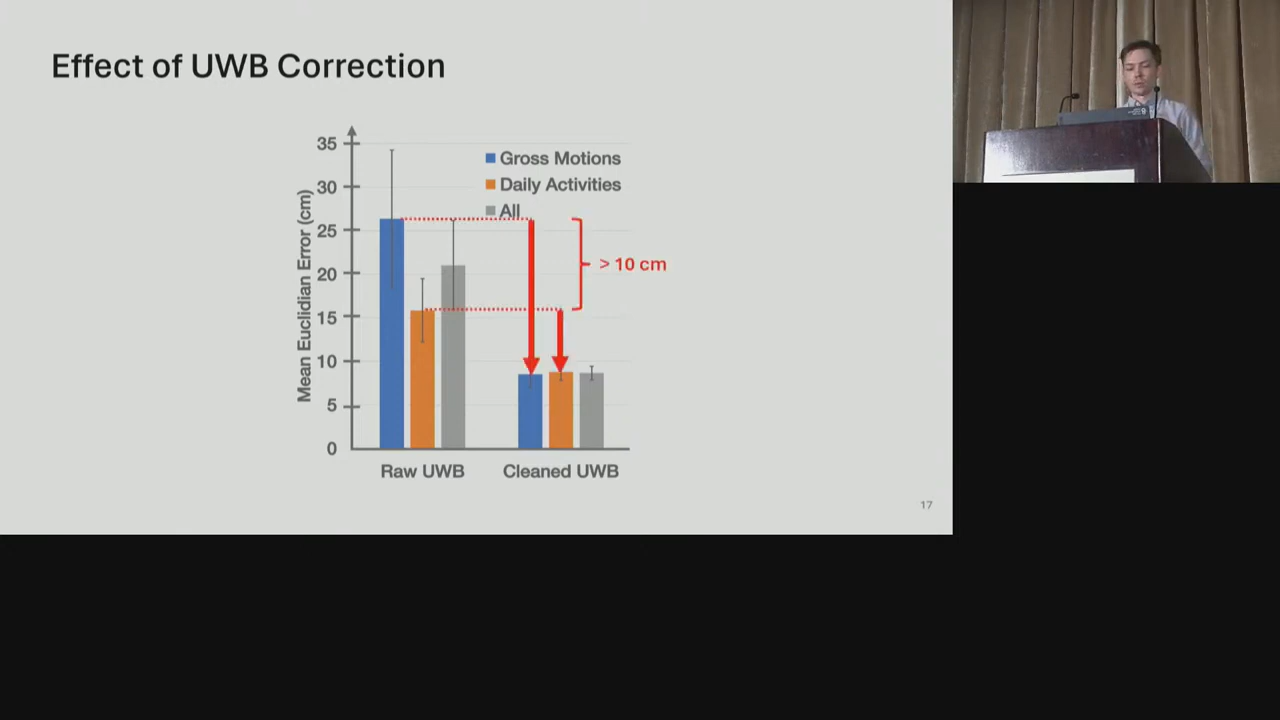 Effect of UWB Correction
Mean Euclidian Error (cm)
35
30
25
20
15
10
5
0
Gross Motions
Daily Activities
All
> 10 cm
Raw UWB
Cleaned UWB
17